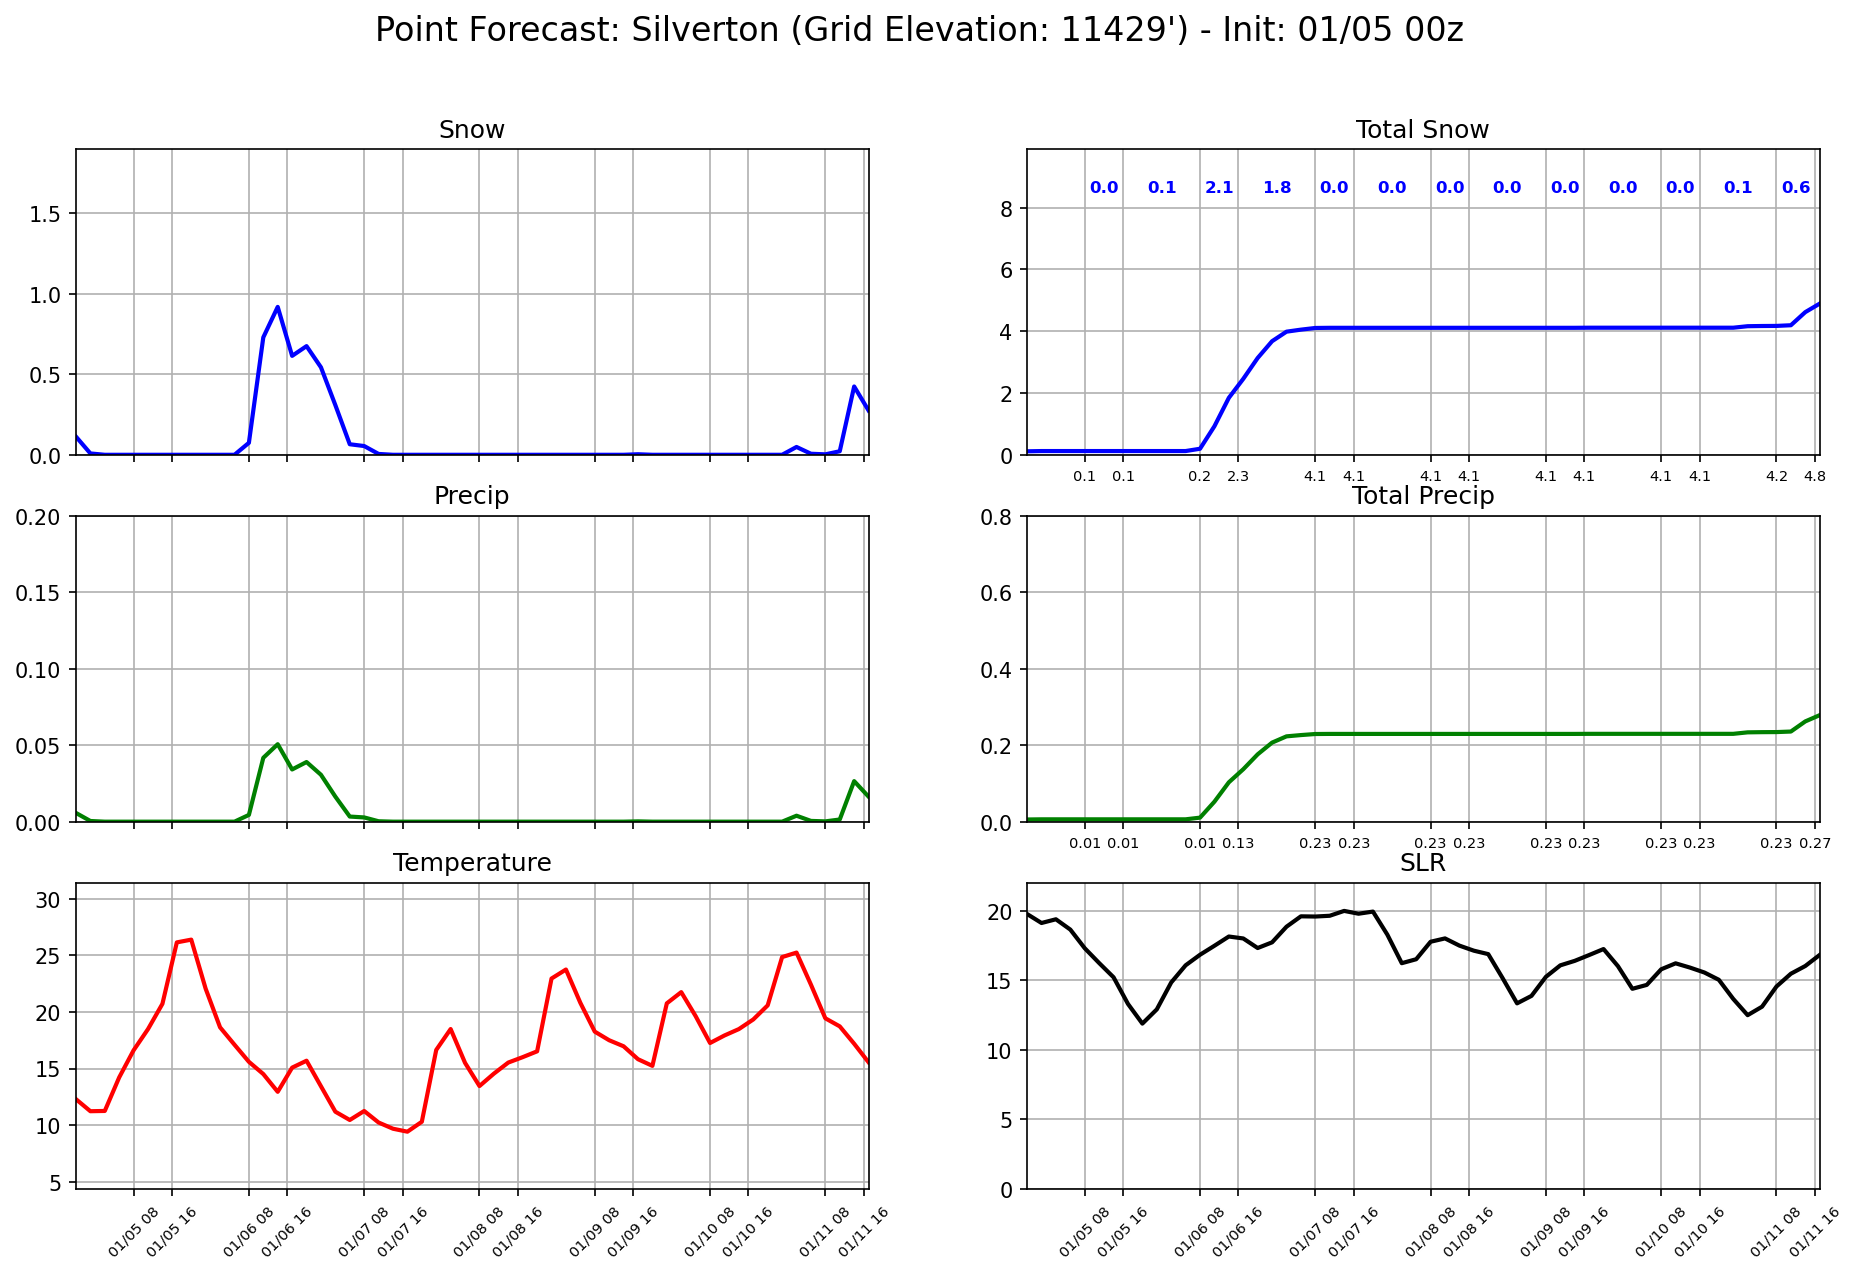 Point Forecast: Silverton (Grid Elevation: 11429') - Init: 01/05 00z
Snow
1.5
1.0
0.5
0.0
Total Snow
0.0 0.1 2.1 1.8 0.0 0.0 0.0 0.0 0.0 0.0 0.0 0.1 0.6
8
6
4
2
0
0.1 0.1 0.2 2.3 4.1 4.1 4.1 4.1 4.1 4.1 4.1 4.1 4.2 4.8
Precip
0.20
0.15
0.10
0.05
0.00
Total Precip
0.8
0.6
0.4
0.2
0.0
0.01 0.01 0.01 0.13 0.23 0.23 0.23 0.23 0.23 0.23 0.23 0.23 0.23 0.27
Temperature
30
25
20
15
10
5
01/05 08 01/05 16 01/06 08 01/06 16 01/07 08 01/07 16 01/08 08 01/08 16 01/09 08 01/09 16 01/10 08 01/10 16 01/11 08 01/11 16
SLR
20
15
10
5
0
01/05 08 01/05 16 01/06 08 01/06 16 01/07 08 01/07 16 01/08 08 01/08 16 01/09 08 01/09 16 01/10 08 01/10 16 01/11 08 01/11 16